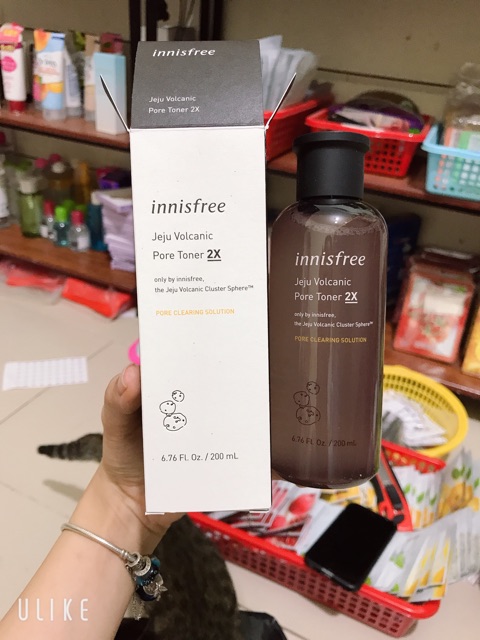 innisfree
Jeju Volcanic
Pore Toner 2X
innisfree
Jeju Volcanic
Pore Toner 2X
only by innisfree,
the Jeju Volcanic Cluster Sphere™
PORE CLEARING SOLUTION
6.76 Fl. Oz. / 200 mL
innisfree
Jeju Volcanic
Pore Toner 2X
only by innisfree,
the Jeju Volcanic Cluster Sphere™
PORE CLEARING SOLUTION
6.76 Fl. Oz. / 200 mL
ULIKE